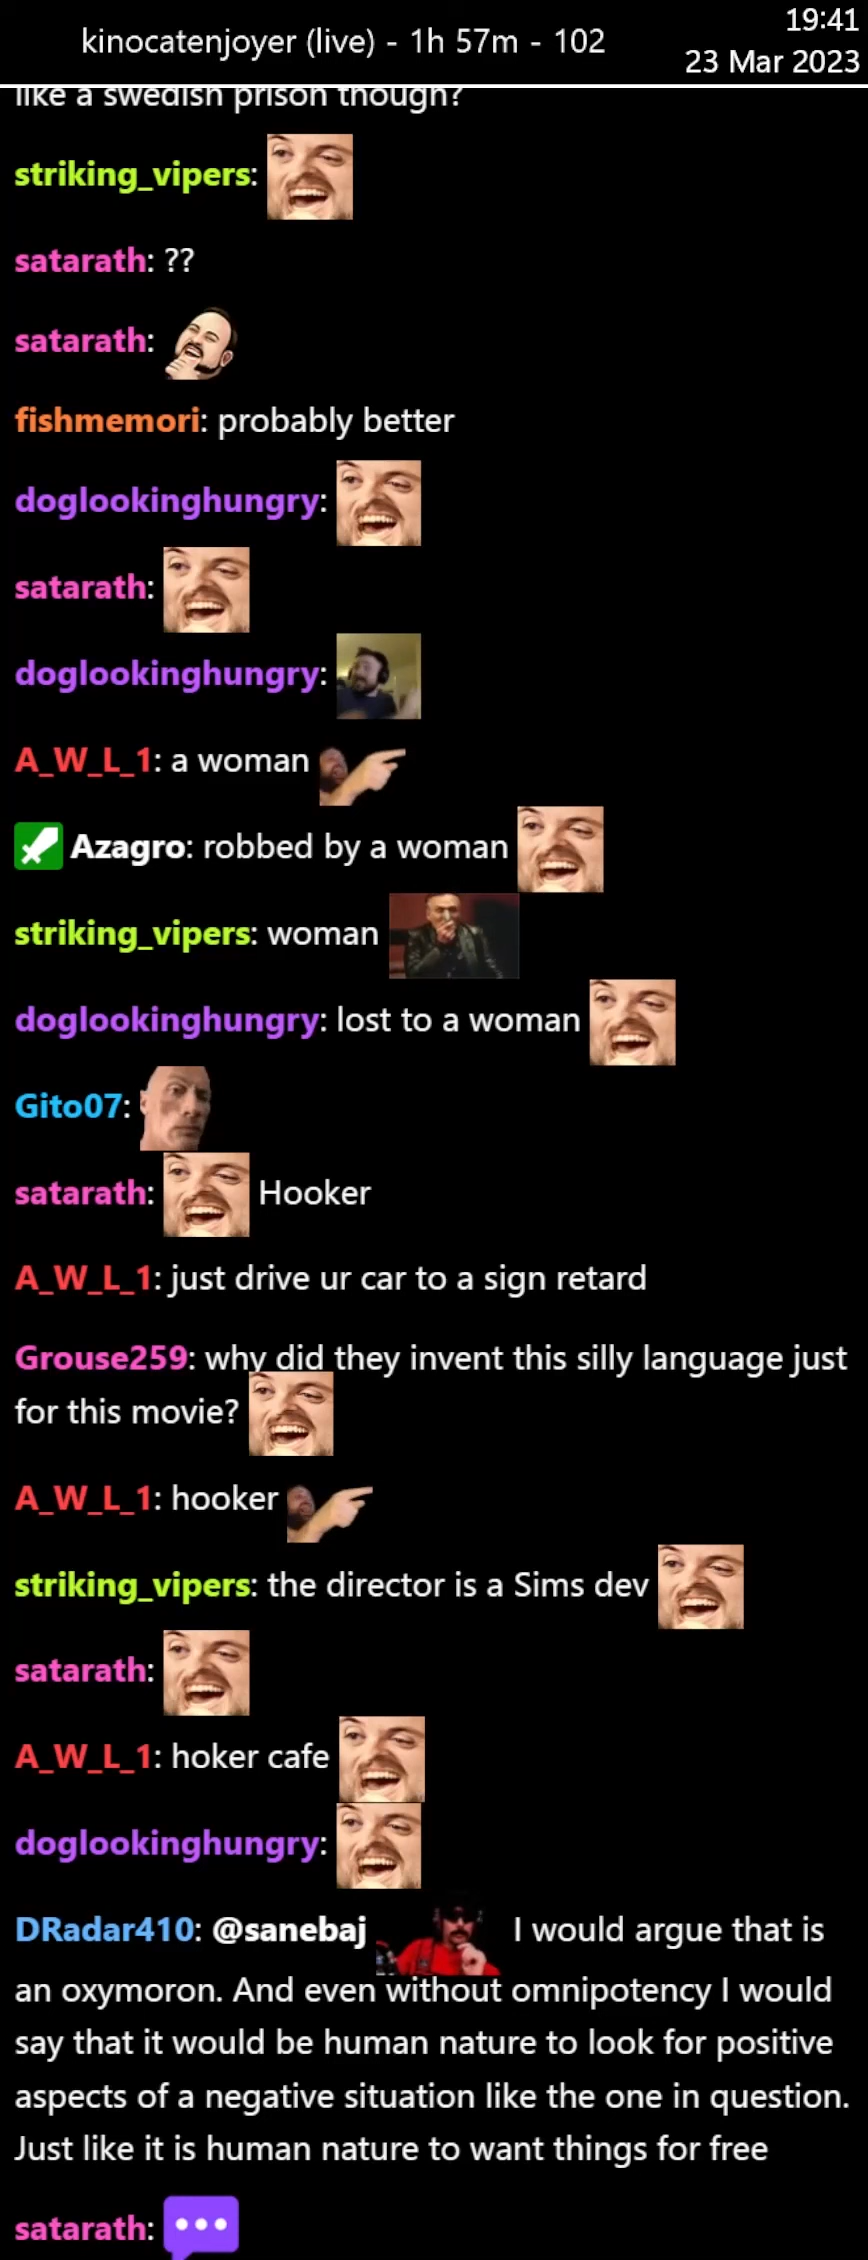 kinocatenjoyer (live) - 1h 57m - 102
19:41
23 Mar 2023
like a swedish prison though?
striking_vipers:
satarath: ??
satarath:
fishmemori: probably better
doglookinghungry:
satarath:
doglookinghungry:
A_W_L_1: a woman
Azagro: robbed by a woman
striking_vipers: woman
doglookinghungry: lost to a woman
Gito07:
satarath: Hooker
A_W_L_1: just drive ur car to a sign retard
Grouse259: why did they invent this silly language just
for this movie?
A_W_L_1: hooker
striking_vipers: the director is a Sims dev
satarath:
A_W_L_1: hoker cafe
doglookinghungry:
DRadar410: @sanebaj I would argue that is
an oxymoron. And even without omnipotency I would
say that it would be human nature to look for positive
aspects of a negative situation like the one in question.
Just like it is human nature to want things for free
satarath: